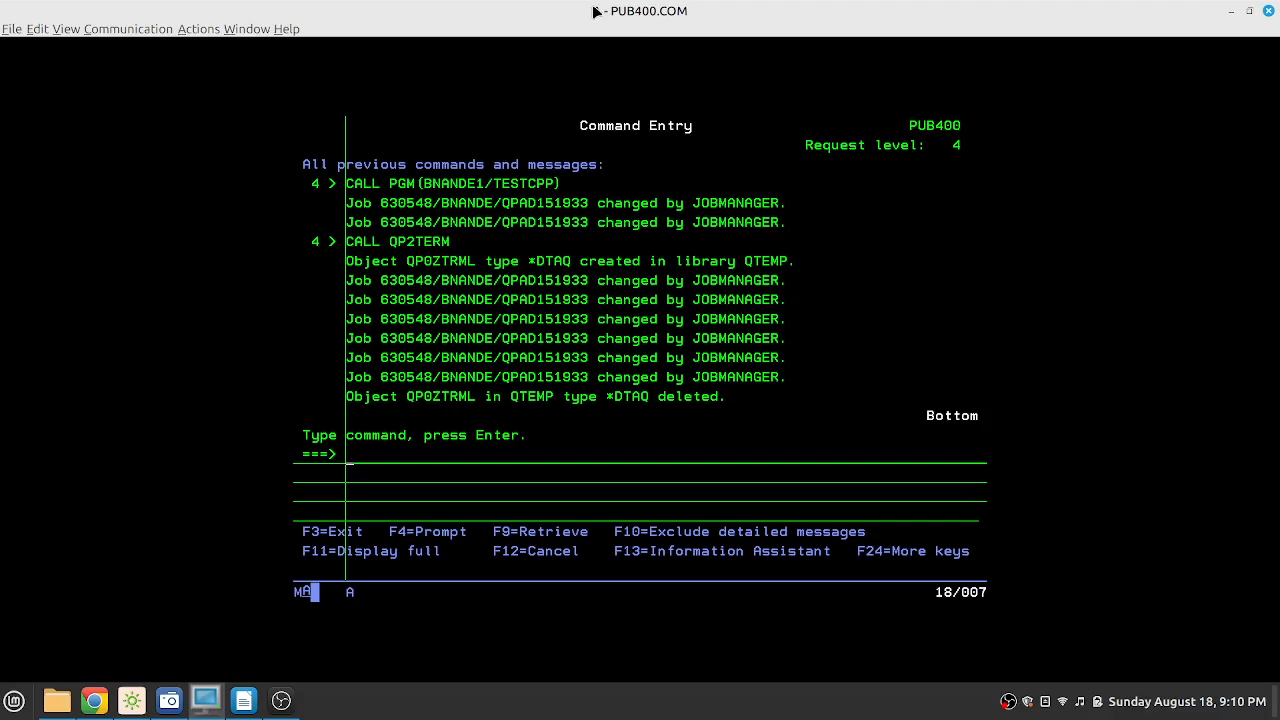 - PUB400.COM
File Edit View Communication Actions Window Help
Command Entry PUB400
Request level: 4
All previous commands and messages:
4 > CALL PGM(BNANDE1/TESTCPP)
Job 630548/BNANDE/QPAD151933 changed by JOBMANAGER.
Job 630548/BNANDE/QPAD151933 changed by JOBMANAGER.
4 > CALL QP2TERM
Object QP0ZTRML type *DTAQ created in library QTEMP.
Job 630548/BNANDE/QPAD151933 changed by JOBMANAGER.
Job 630548/BNANDE/QPAD151933 changed by JOBMANAGER.
Job 630548/BNANDE/QPAD151933 changed by JOBMANAGER.
Job 630548/BNANDE/QPAD151933 changed by JOBMANAGER.
Job 630548/BNANDE/QPAD151933 changed by JOBMANAGER.
Job 630548/BNANDE/QPAD151933 changed by JOBMANAGER.
Object QP0ZTRML in QTEMP type *DTAQ deleted.
Bottom
Type command, press Enter.
===>
F3=Exit F4=Prompt F9=Retrieve F10=Exclude detailed messages
F11=Display full F12=Cancel F13=Information Assistant F24=More keys
MA A 18/007
Sunday August 18, 9:10 PM